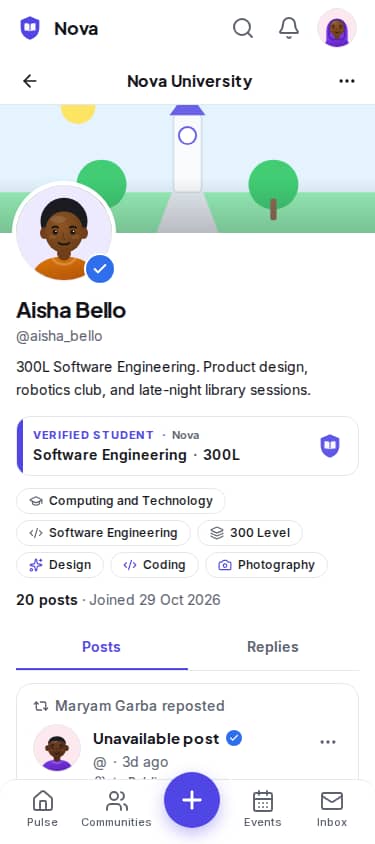 Nova
Nova University
Aisha Bello
@aisha_bello
300L Software Engineering. Product design,
robotics club, and late-night library sessions.
VERIFIED STUDENT · Nova
Software Engineering · 300L
Computing and Technology
Software Engineering
300 Level
Design
Coding
Photography
20 posts · Joined 29 Oct 2026
Posts
Replies
Maryam Garba reposted
Unavailable post
@ · 3d ago
Pulse
Communities
Events
Inbox